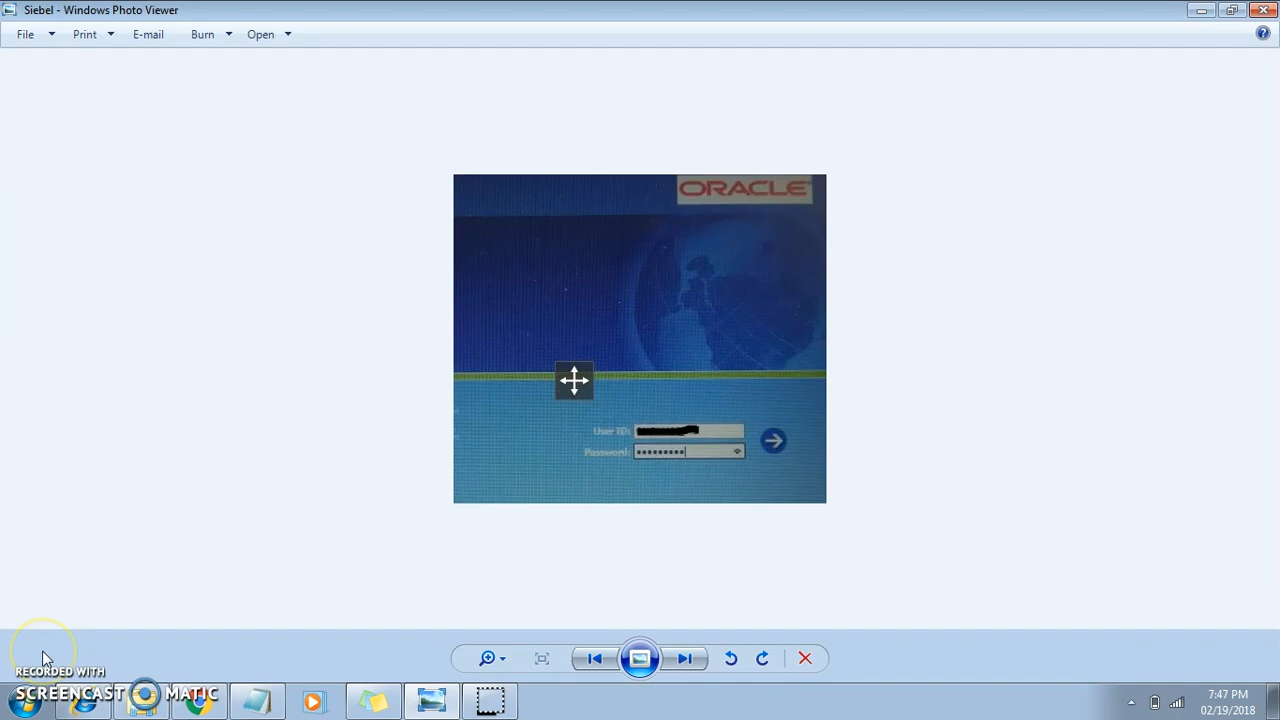 Siebel - Windows Photo Viewer
File Print E-mail Burn Open
ORACLE
User ID:
Password:
RECORDED WITH
SCREENCAST MATIC
7:47 PM
02/19/2018